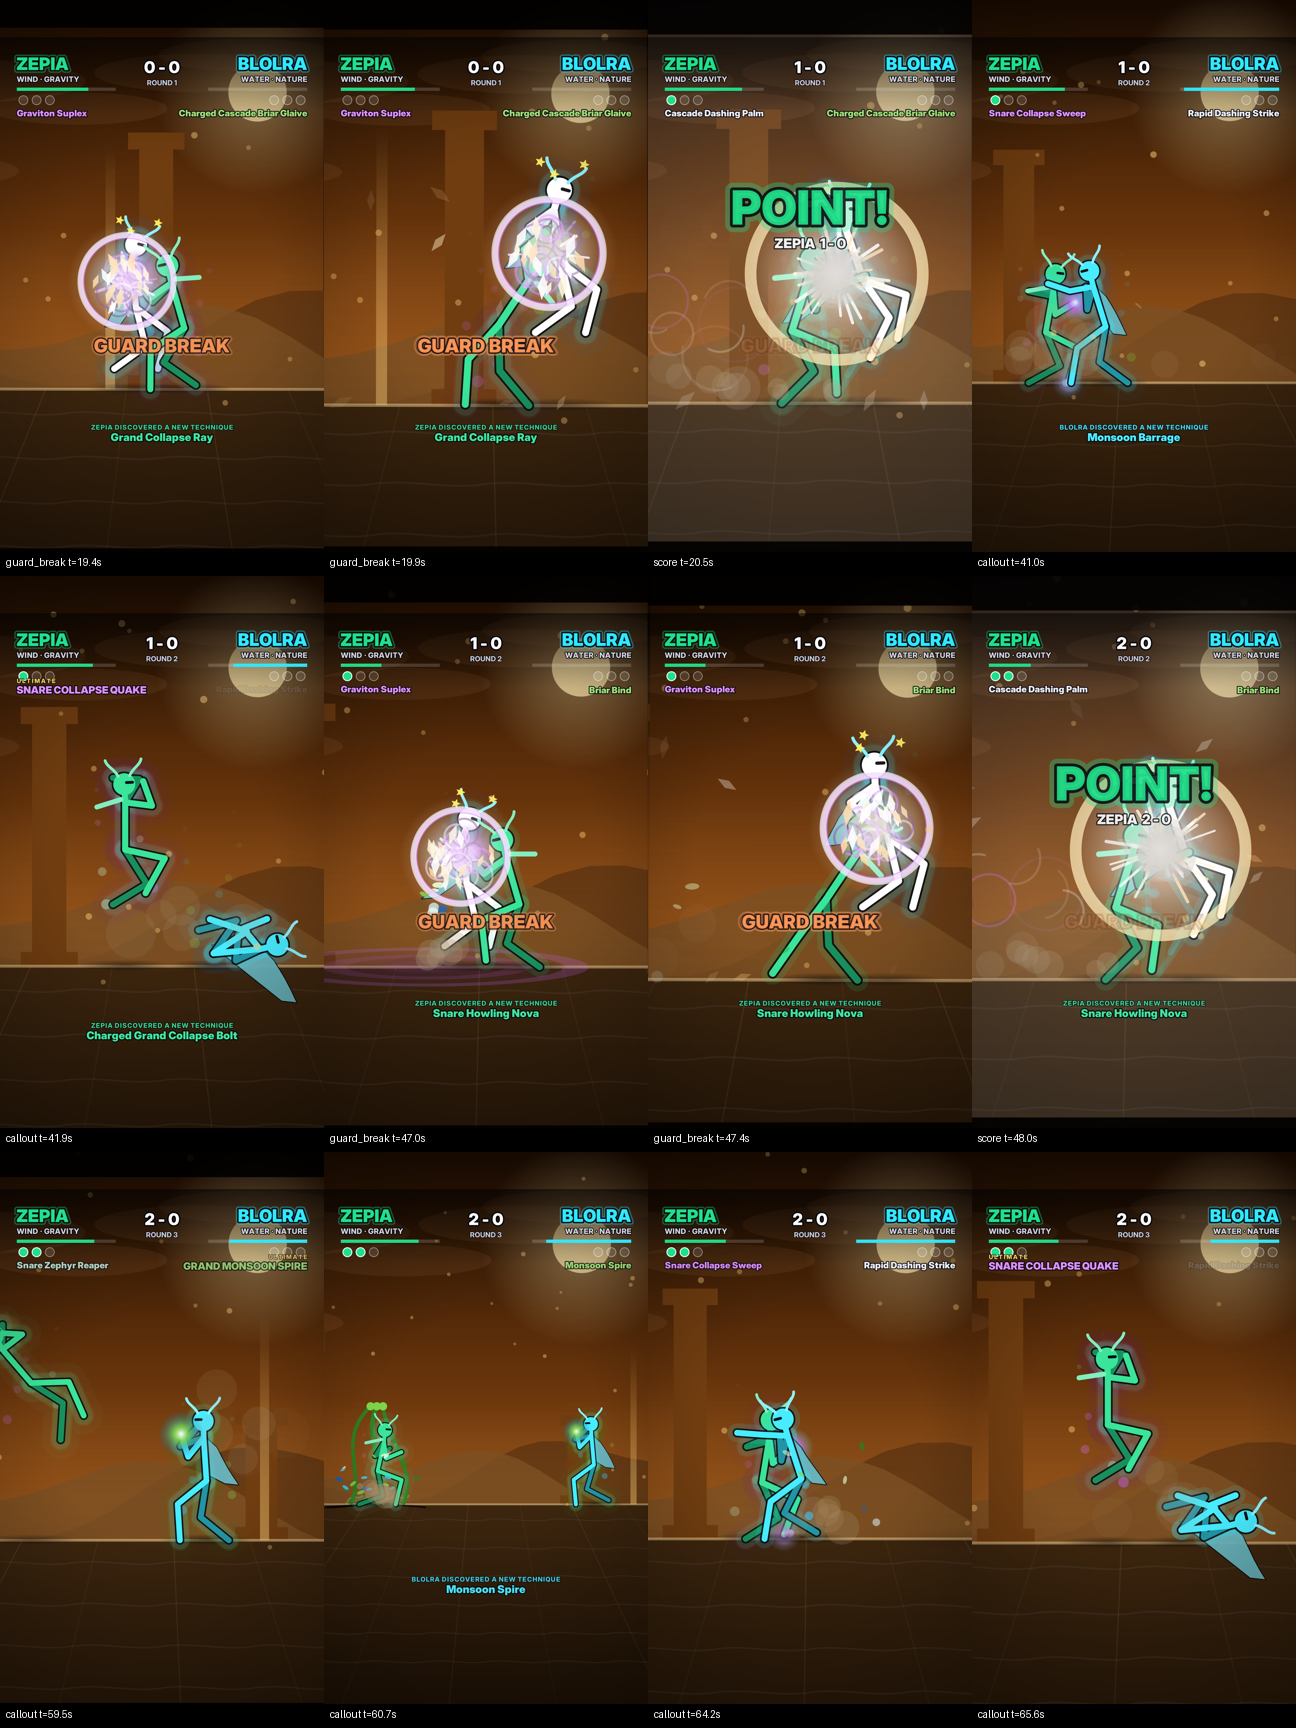 ZEPIA
0-0
BLOLRA
WIND · GRAVITY
ROUND 1
WATER · NATURE
Graviton Suplex
Charged Cascade Briar Glaive
GUARD BREAK
ZEPIA DISCOVERED A NEW TECHNIQUE
Grand Collapse Ray
guard_break t=19.4s
ZEPIA
0-0
BLOLRA
WIND · GRAVITY
ROUND 1
WATER · NATURE
Graviton Suplex
Charged Cascade Briar Glaive
GUARD BREAK
ZEPIA DISCOVERED A NEW TECHNIQUE
Grand Collapse Ray
guard_break t=19.9s
ZEPIA
1-0
BLOLRA
WIND · GRAVITY
ROUND 1
WATER · NATURE
Cascade Dashing Palm
Charged Cascade Briar Glaive
POINT!
ZEPIA 1-0
GUARD BREAK
score t=20.5s
ZEPIA
1-0
BLOLRA
WIND · GRAVITY
ROUND 2
WATER · NATURE
Snare Collapse Sweep
Rapid Dashing Strike
BLOLRA DISCOVERED A NEW TECHNIQUE
Monsoon Barrage
callout t=41.0s
ZEPIA
1-0
BLOLRA
WIND · GRAVITY
ROUND 2
WATER · NATURE
ULTIMATE
SNARE COLLAPSE QUAKE
Rapid Dashing Strike
ZEPIA DISCOVERED A NEW TECHNIQUE
Charged Grand Collapse Bolt
callout t=41.9s
ZEPIA
1-0
BLOLRA
WIND · GRAVITY
ROUND 2
WATER · NATURE
Graviton Suplex
Briar Bind
GUARD BREAK
ZEPIA DISCOVERED A NEW TECHNIQUE
Snare Howling Nova
guard_break t=47.0s
ZEPIA
1-0
BLOLRA
WIND · GRAVITY
ROUND 2
WATER · NATURE
Graviton Suplex
Briar Bind
GUARD BREAK
ZEPIA DISCOVERED A NEW TECHNIQUE
Snare Howling Nova
guard_break t=47.4s
ZEPIA
2-0
BLOLRA
WIND · GRAVITY
ROUND 2
WATER · NATURE
Cascade Dashing Palm
Briar Bind
POINT!
ZEPIA 2-0
GUARD BREAK
ZEPIA DISCOVERED A NEW TECHNIQUE
Snare Howling Nova
score t=48.0s
ZEPIA
2-0
BLOLRA
WIND · GRAVITY
ROUND 3
WATER · NATURE
Snare Zephyr Reaper
ULTIMATE
GRAND MONSOON SPIRE
callout t=59.5s
ZEPIA
2-0
BLOLRA
WIND · GRAVITY
ROUND 3
WATER · NATURE
Monsoon Spire
BLOLRA DISCOVERED A NEW TECHNIQUE
Monsoon Spire
callout t=60.7s
ZEPIA
2-0
BLOLRA
WIND · GRAVITY
ROUND 3
WATER · NATURE
Snare Collapse Sweep
Rapid Dashing Strike
callout t=64.2s
ZEPIA
2-0
BLOLRA
WIND · GRAVITY
ROUND 3
WATER · NATURE
ULTIMATE
SNARE COLLAPSE QUAKE
Rapid Dashing Strike
callout t=65.6s